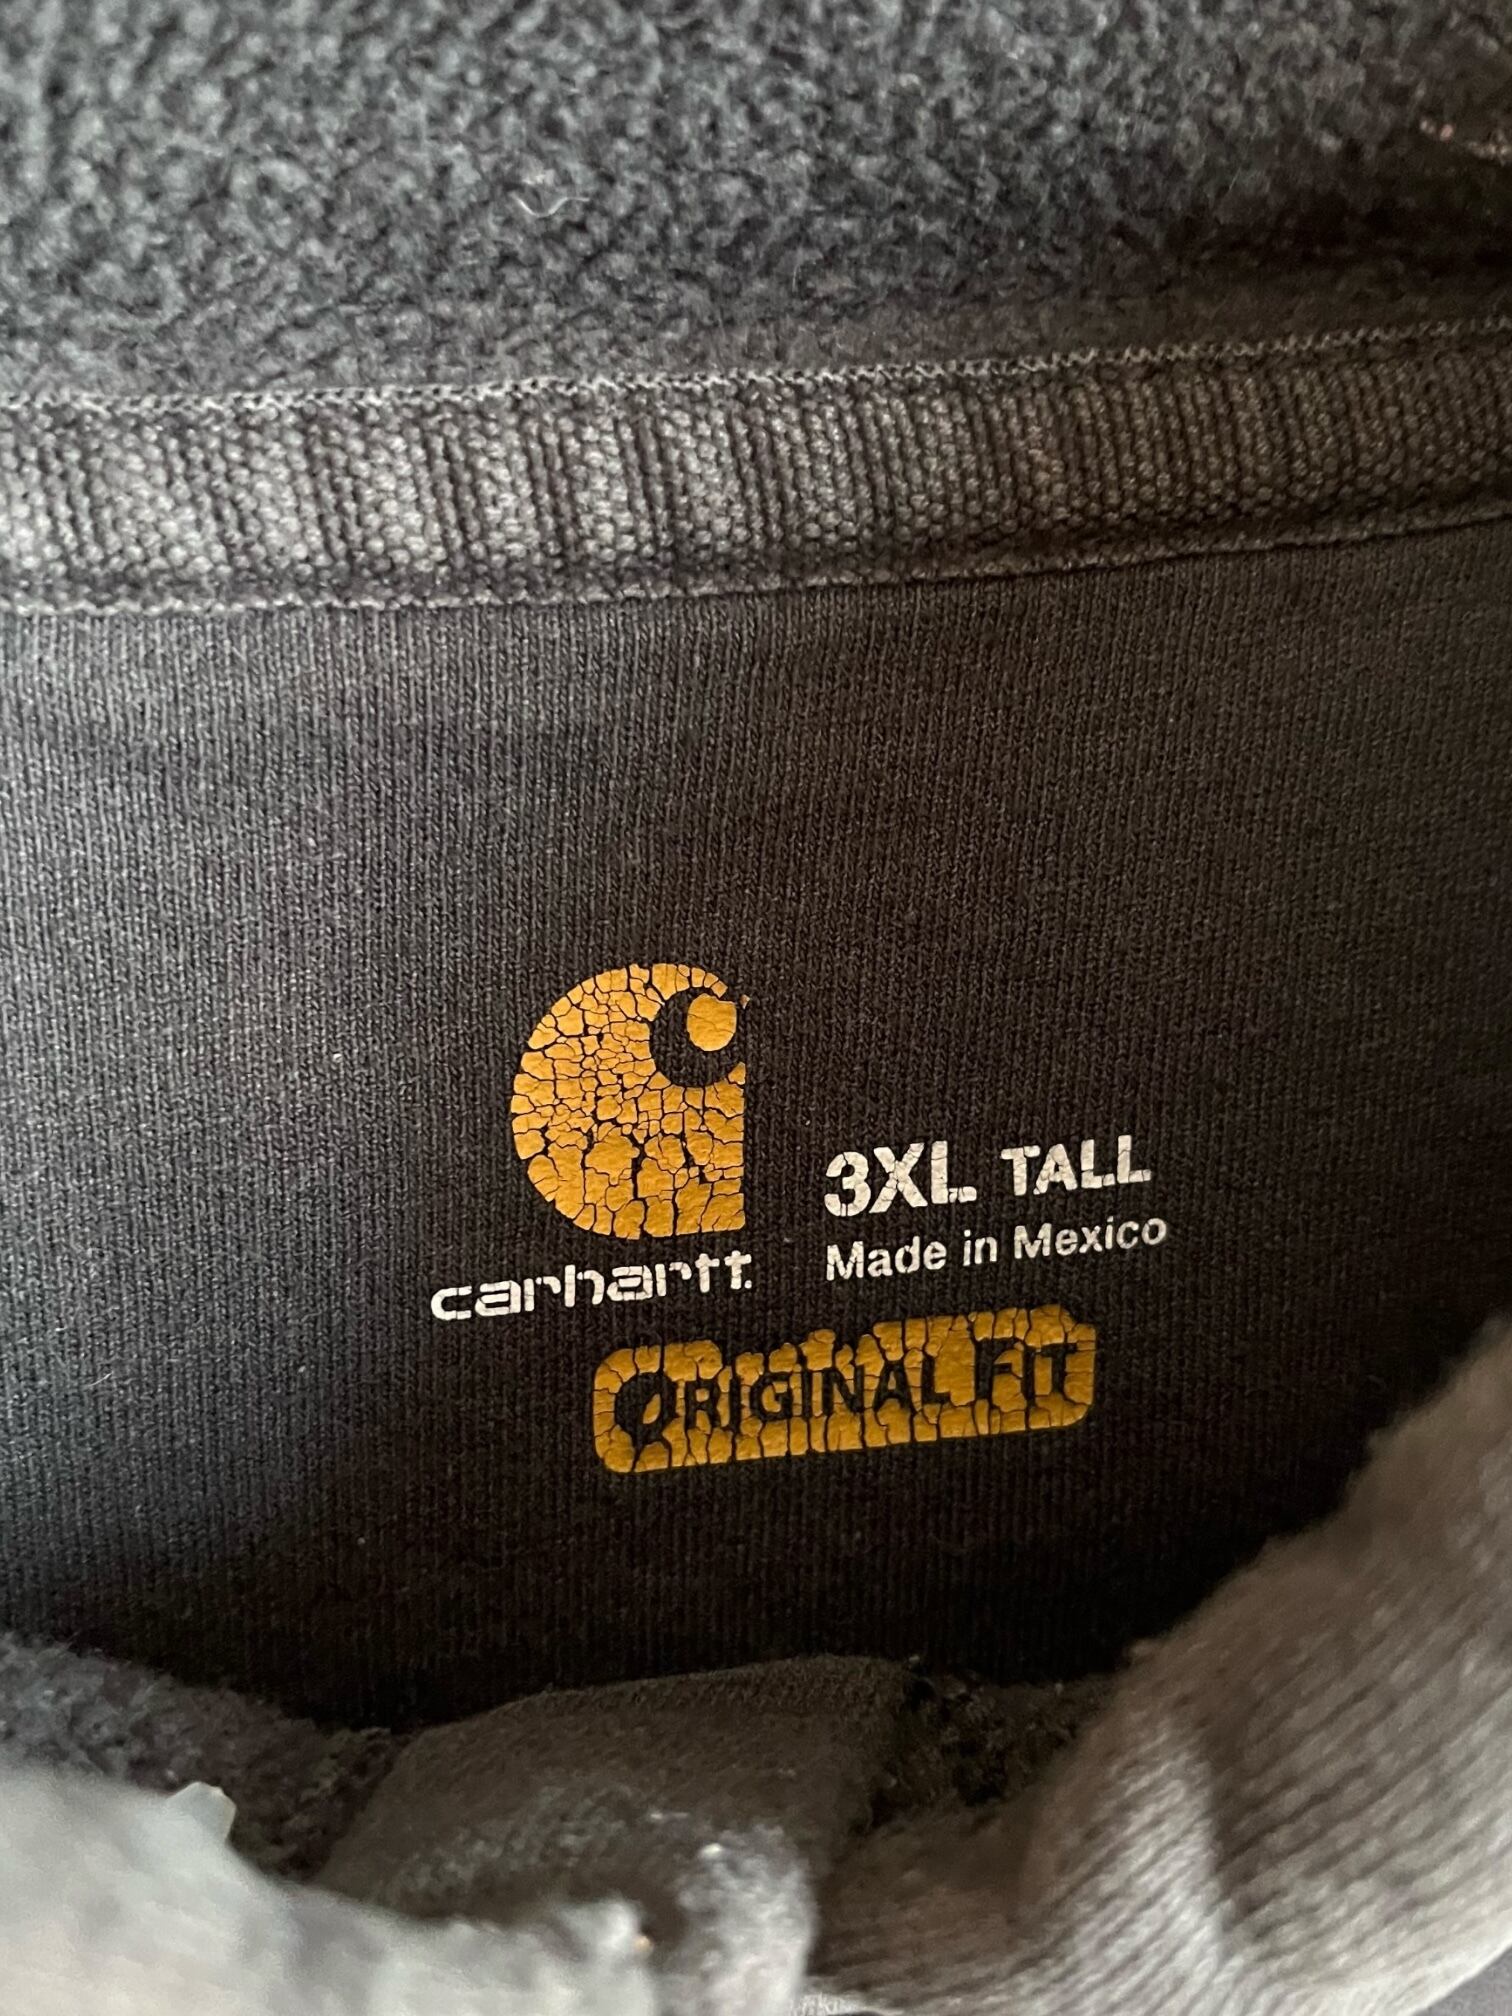 3XL TALL
carhartt
Made in Mexico
ORIGINAL FIT